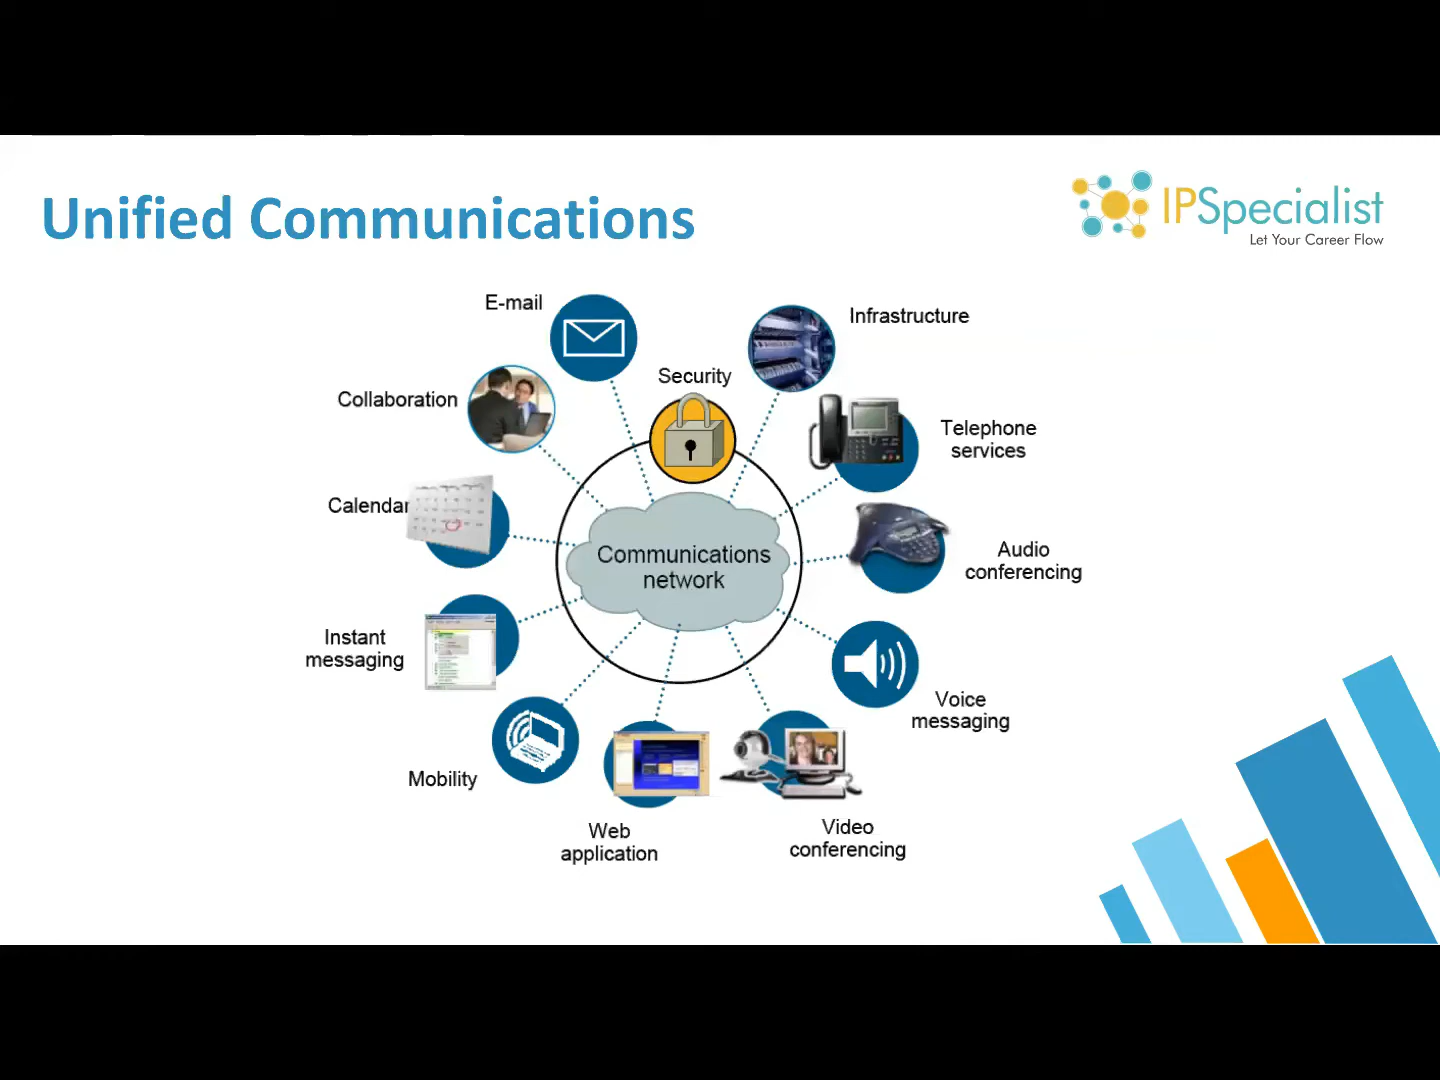 Unified Communications
IPSpecialist
Let Your Career Flow
E-mail
Infrastructure
Security
Collaboration
Telephone
services
Calendar
Audio
conferencing
Communications
network
Instant
messaging
Voice
messaging
Mobility
Web
application
Video
conferencing